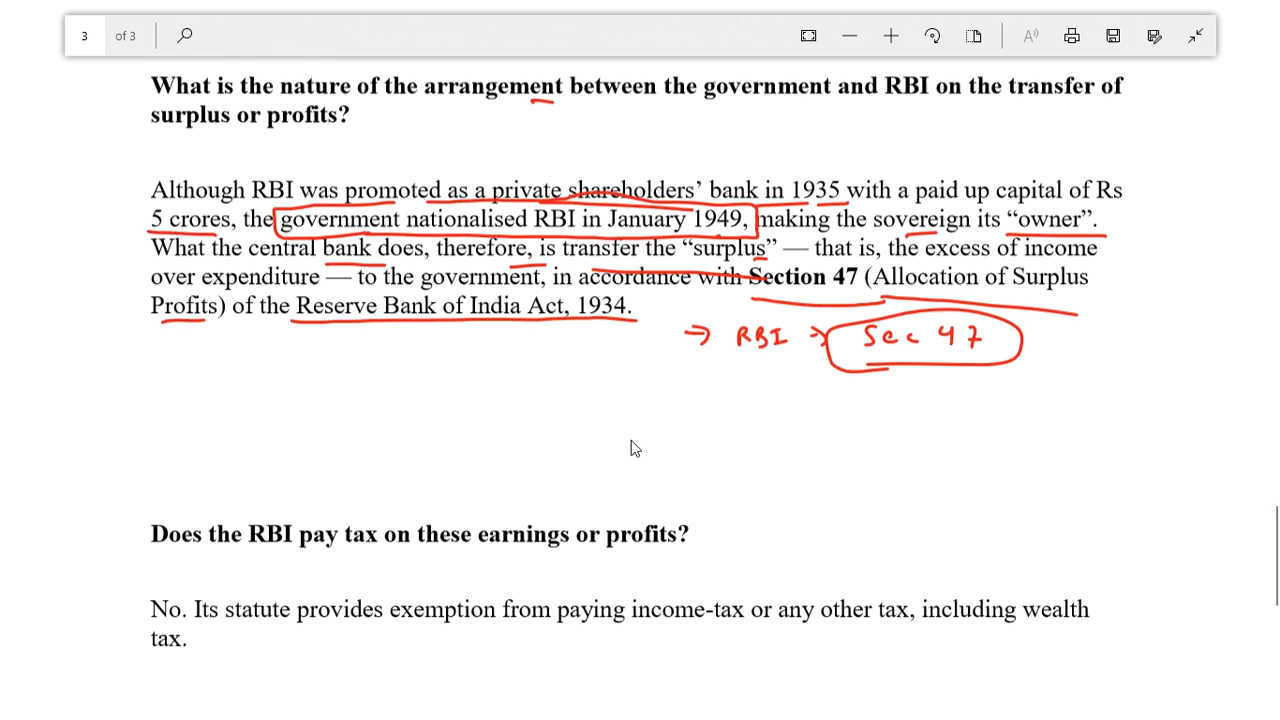 3 of 3
What is the nature of the arrangement between the government and RBI on the transfer of
surplus or profits?
Although RBI was promoted as a private shareholders’ bank in 1935 with a paid up capital of Rs
5 crores, the government nationalised RBI in January 1949, making the sovereign its “owner”.
What the central bank does, therefore, is transfer the “surplus” — that is, the excess of income
over expenditure — to the government, in accordance with Section 47 (Allocation of Surplus
Profits) of the Reserve Bank of India Act, 1934.
→ RBI → Sec 47
Does the RBI pay tax on these earnings or profits?
No. Its statute provides exemption from paying income-tax or any other tax, including wealth
tax.